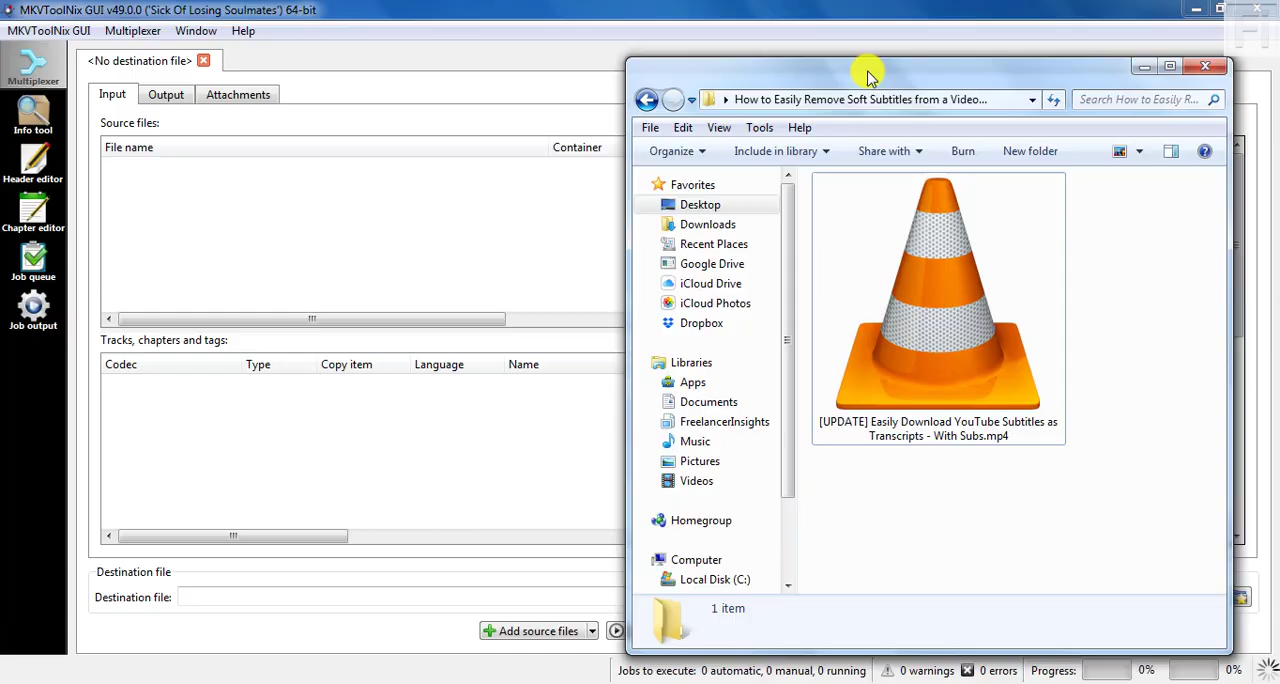 MKVToolNix GUI v49.0.0 ('Sick Of Losing Soulmates') 64-bit
MKVToolNix GUI Multiplexer Window Help
Multiplexer
Info tool
Header editor
Chapter editor
Job queue
Job output
<No destination file>
Input Output Attachments
Source files:
File name Container
Tracks, chapters and tags:
Codec Type Copy item Language Name
Destination file
Destination file:
Add source files
How to Easily Remove Soft Subtitles from a Video...
Search How to Easily R...
File Edit View Tools Help
Organize Include in library Share with Burn New folder
Favorites
Desktop
Downloads
Recent Places
Google Drive
iCloud Drive
iCloud Photos
Dropbox
Libraries
Apps
Documents
FreelancerInsights
Music
Pictures
Videos
Homegroup
Computer
Local Disk (C:)
[UPDATE] Easily Download YouTube Subtitles as
Transcripts - With Subs.mp4
1 item
Jobs to execute: 0 automatic, 0 manual, 0 running 0 warnings 0 errors Progress: 0% 0%